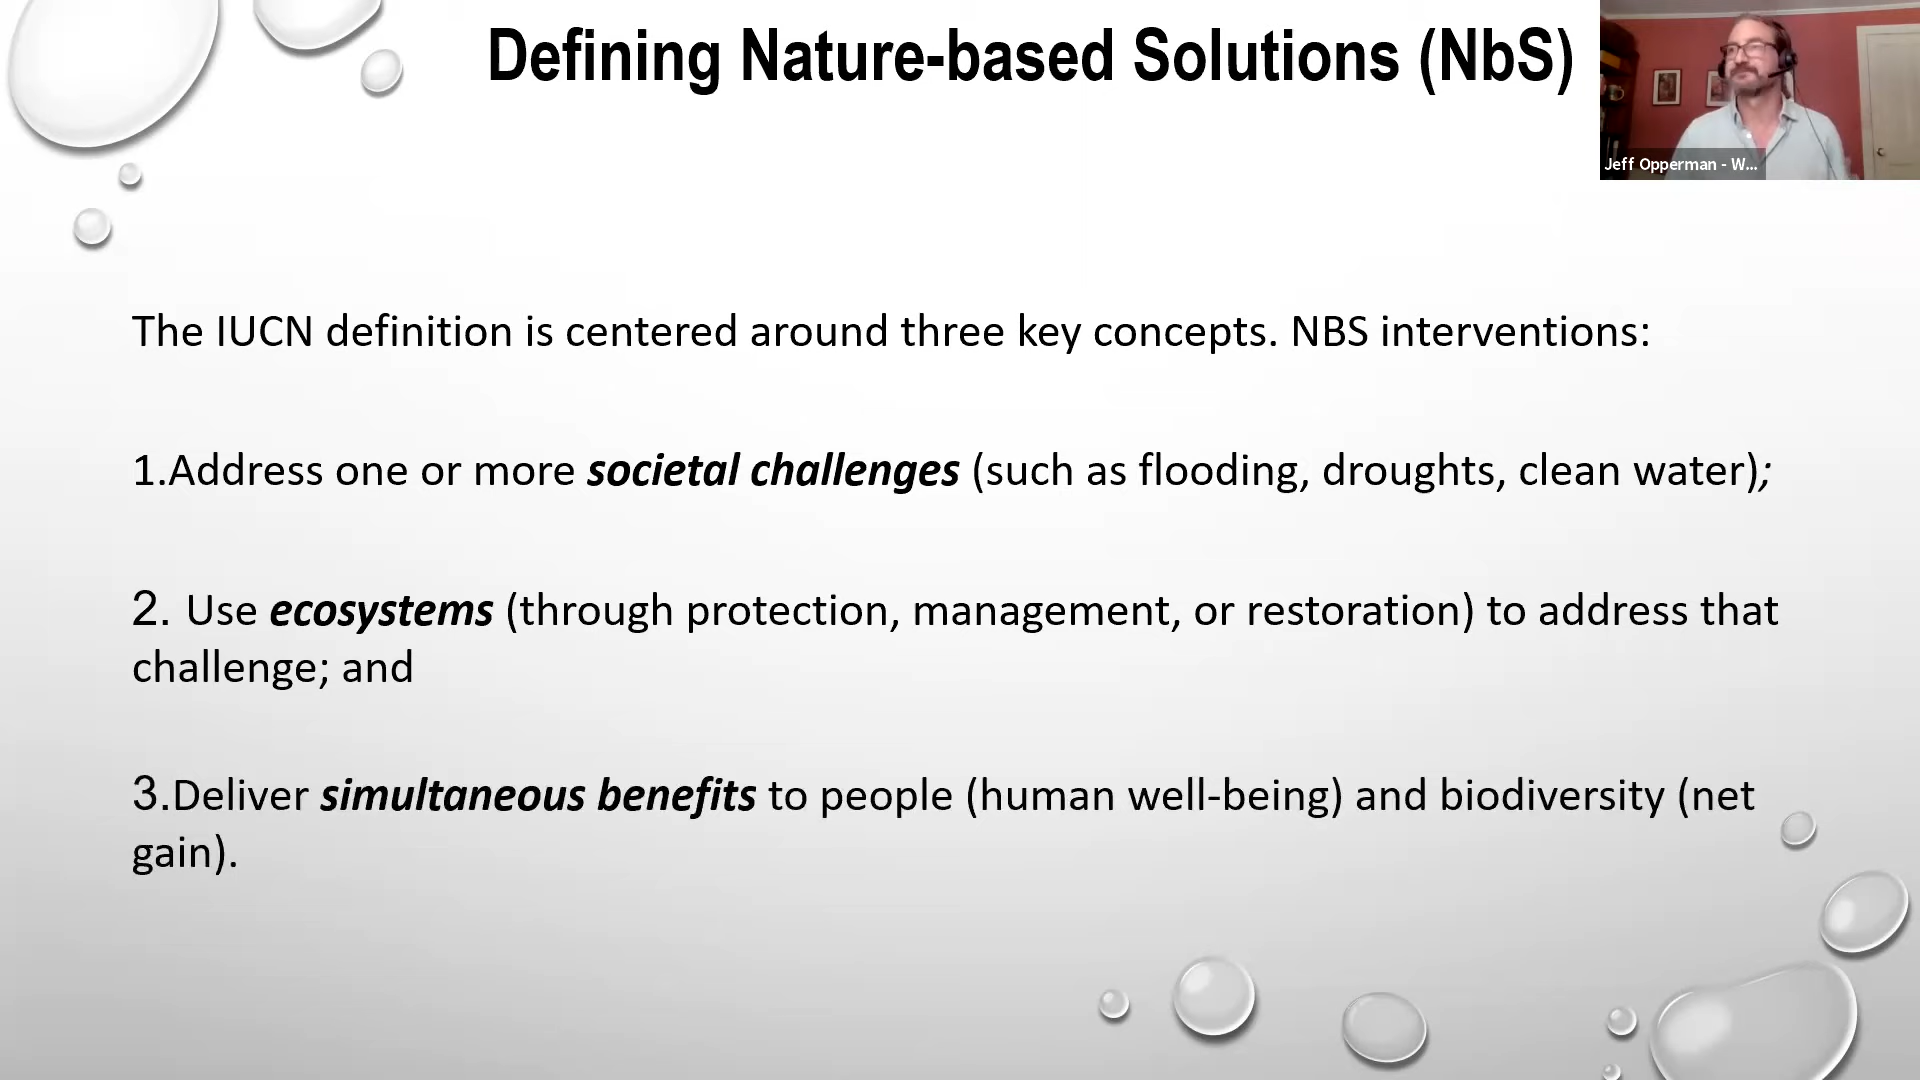 Defining Nature-based Solutions (NbS)
Jeff Opperman - W...
The IUCN definition is centered around three key concepts. NBS interventions:
1.Address one or more societal challenges (such as flooding, droughts, clean water);
2. Use ecosystems (through protection, management, or restoration) to address that
challenge; and
3.Deliver simultaneous benefits to people (human well-being) and biodiversity (net
gain).